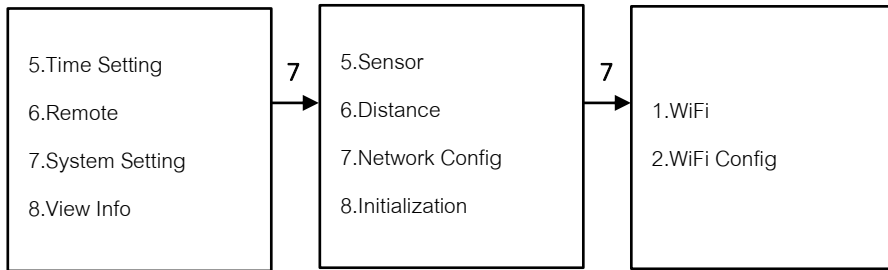 5.Time Setting
6.Remote
7.System Setting
8.View Info
7
5.Sensor
6.Distance
7.Network Config
8.Initialization
7
1.WiFi
2.WiFi Config